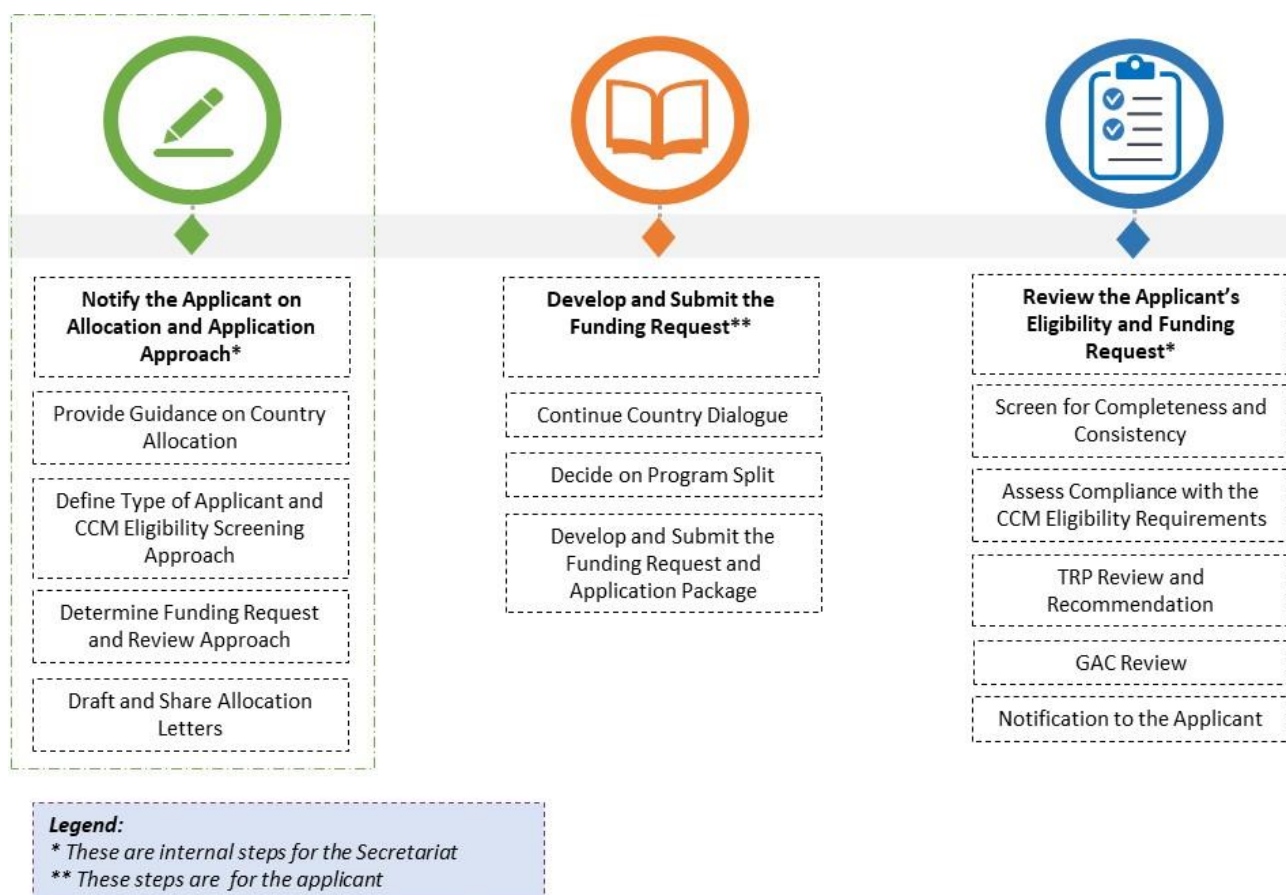 Notify the Applicant on
Allocation and Application
Approach*
Provide Guidance on Country
Allocation
Define Type of Applicant and
CCM Eligibility Screening
Approach
Determine Funding Request
and Review Approach
Draft and Share Allocation
Letters
Develop and Submit the
Funding Request**
Continue Country Dialogue
Decide on Program Split
Develop and Submit the
Funding Request and
Application Package
Review the Applicant's
Eligibility and Funding
Request*
Screen for Completeness and
Consistency
Assess Compliance with the
CCM Eligibility Requirements
TRP Review and
Recommendation
GAC Review
Notification to the Applicant
Legend:
* These are internal steps for the Secretariat
** These steps are for the applicant